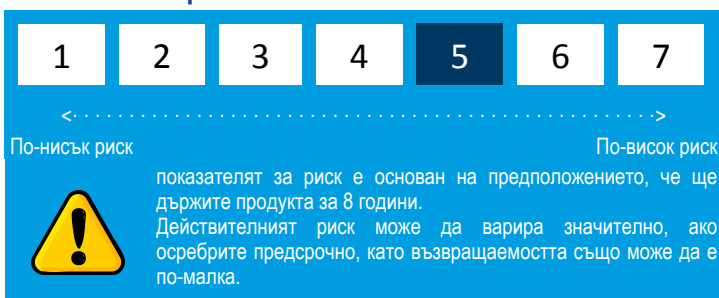 1 2 3 4 5 6 7
По-нисък риск По-висок риск
показателят за риск е основан на предположението, че ще
държите продукта за 8 години.
Действителният риск може да варира значително, ако
осребрите предсрочно, като възвращаемостта също може да е
по-малка.